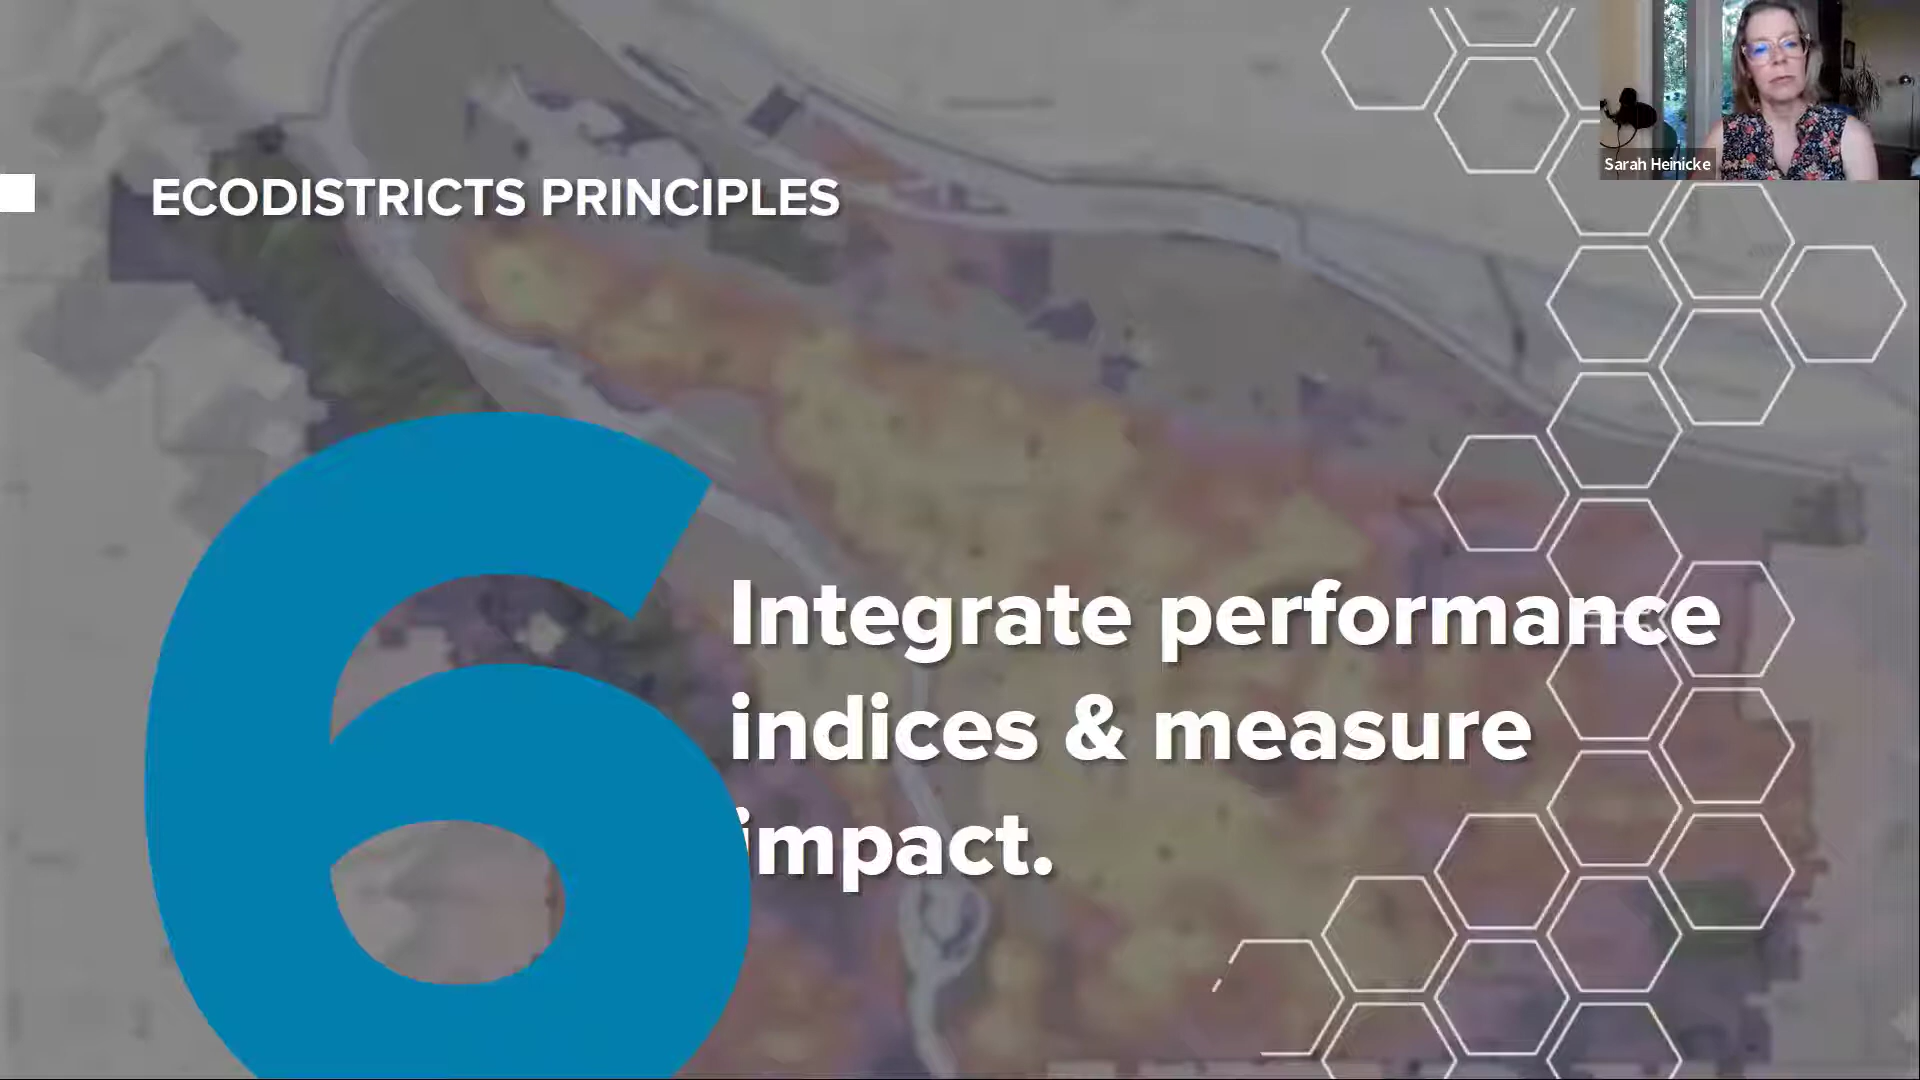 Sarah Heinicke
ECODISTRICTS PRINCIPLES
6
Integrate performance
indices & measure
impact.